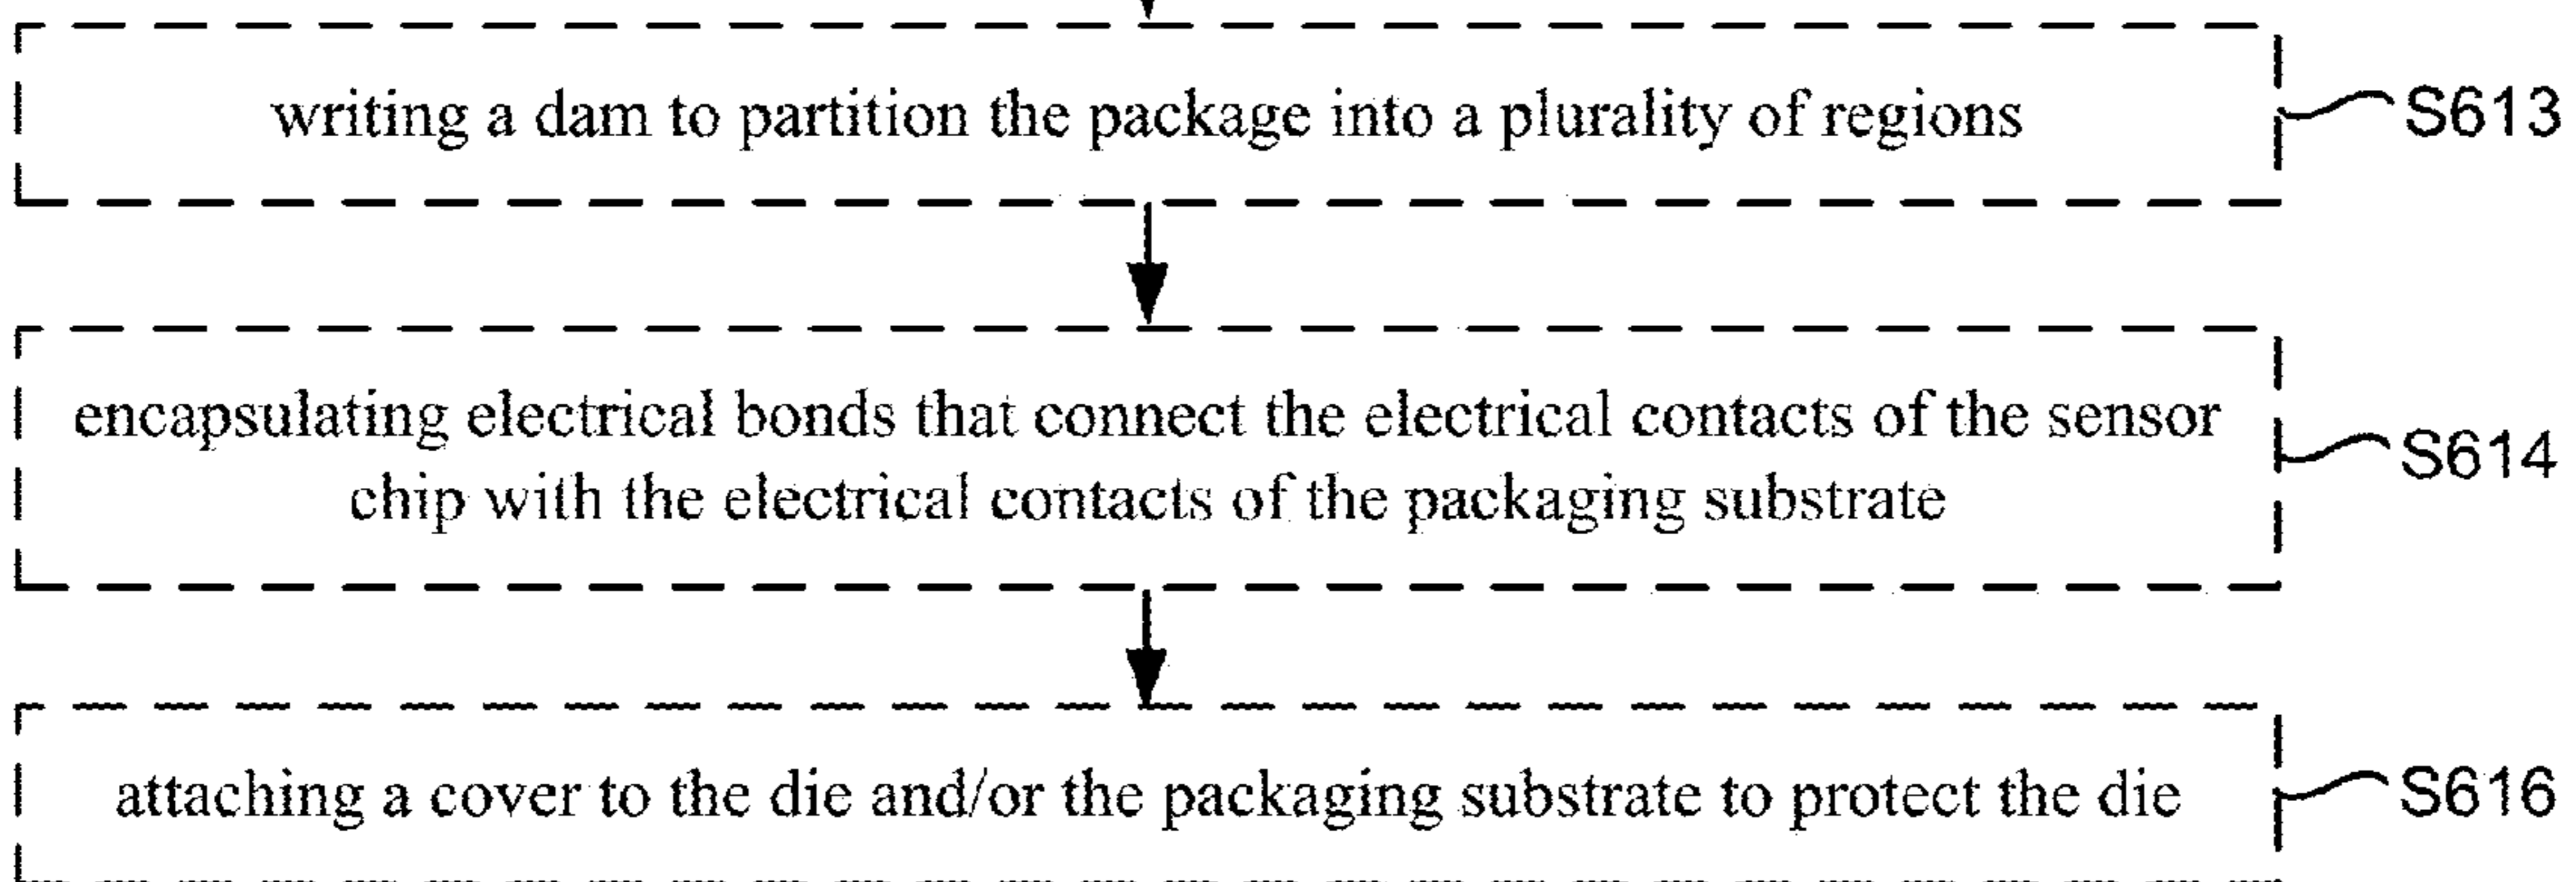 writing a dam to partition the package into a plurality of regions
S613
encapsulating electrical bonds that connect the electrical contacts of the sensor
chip with the electrical contacts of the packaging substrate
S614
attaching a cover to the die and/or the packaging substrate to protect the die
S616